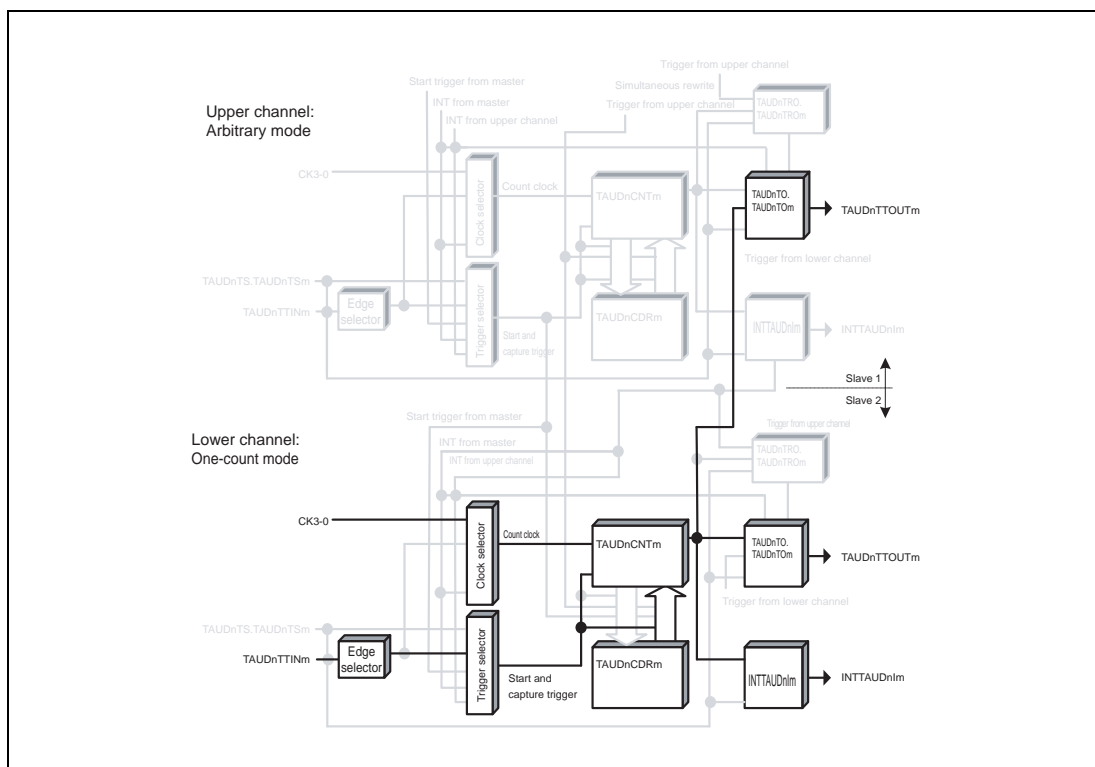 Trigger from upper channel
Start trigger from master
Simultaneous rewrite
Trigger from upper channel
INT from master
INT from upper channel
Upper channel:
Arbitrary mode
TAUDnTRO.
TAUDnTROm
CK3-0
Clock selector
Count clock
TAUDnCNTm
TAUDnTO.
TAUDnTOm
TAUDnTTOUTm
Trigger from lower channel
TAUDnTS.TAUDnTSm
TAUDnTTINm
Edge
selector
Trigger selector
Start and
capture trigger
TAUDnCDRm
INTTAUDnIm
INTTAUDnIm
Slave 1
Slave 2
Lower channel:
One-count mode
Start trigger from master
INT from master
INT from upper channel
Trigger from upper channel
TAUDnTRO.
TAUDnTROm
CK3-0
Clock selector
Count clock
TAUDnCNTm
TAUDnTO.
TAUDnTOm
TAUDnTTOUTm
Trigger from lower channel
TAUDnTS.TAUDnTSm
TAUDnTTINm
Edge
selector
Trigger selector
Start and
capture trigger
TAUDnCDRm
INTTAUDnIm
INTTAUDnIm